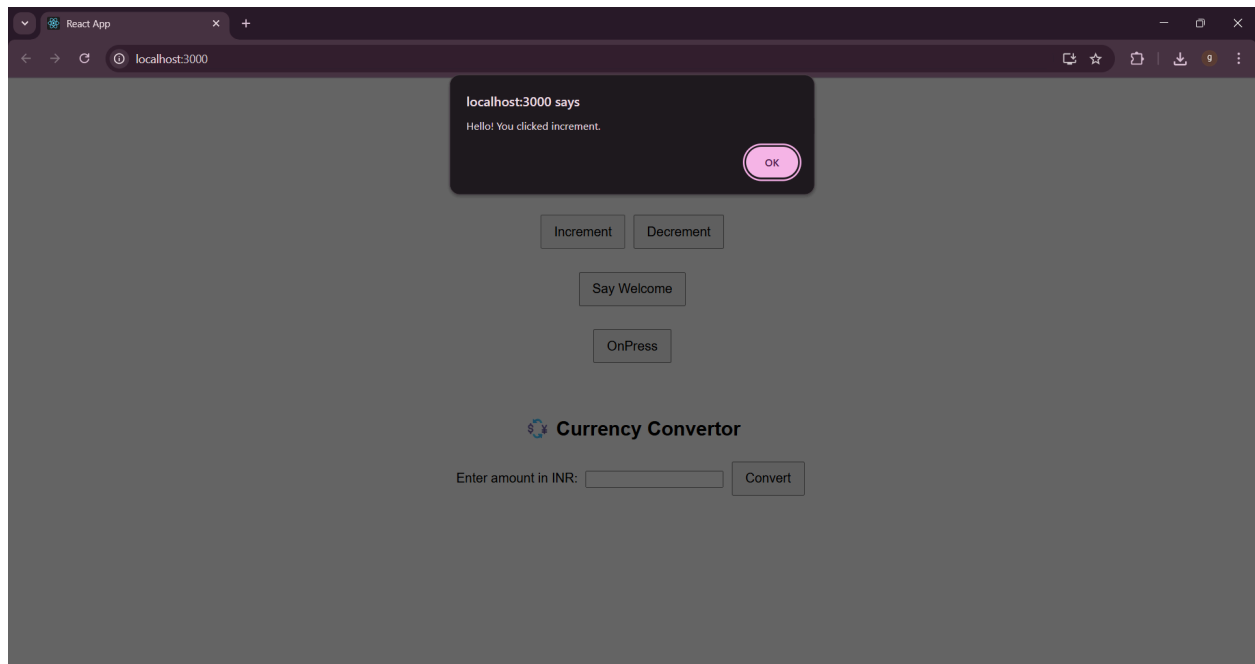 React App
localhost:3000
g
localhost:3000 says
Hello! You clicked increment.
OK
Increment Decrement
Say Welcome
OnPress
💱 Currency Convertor
Enter amount in INR: Convert